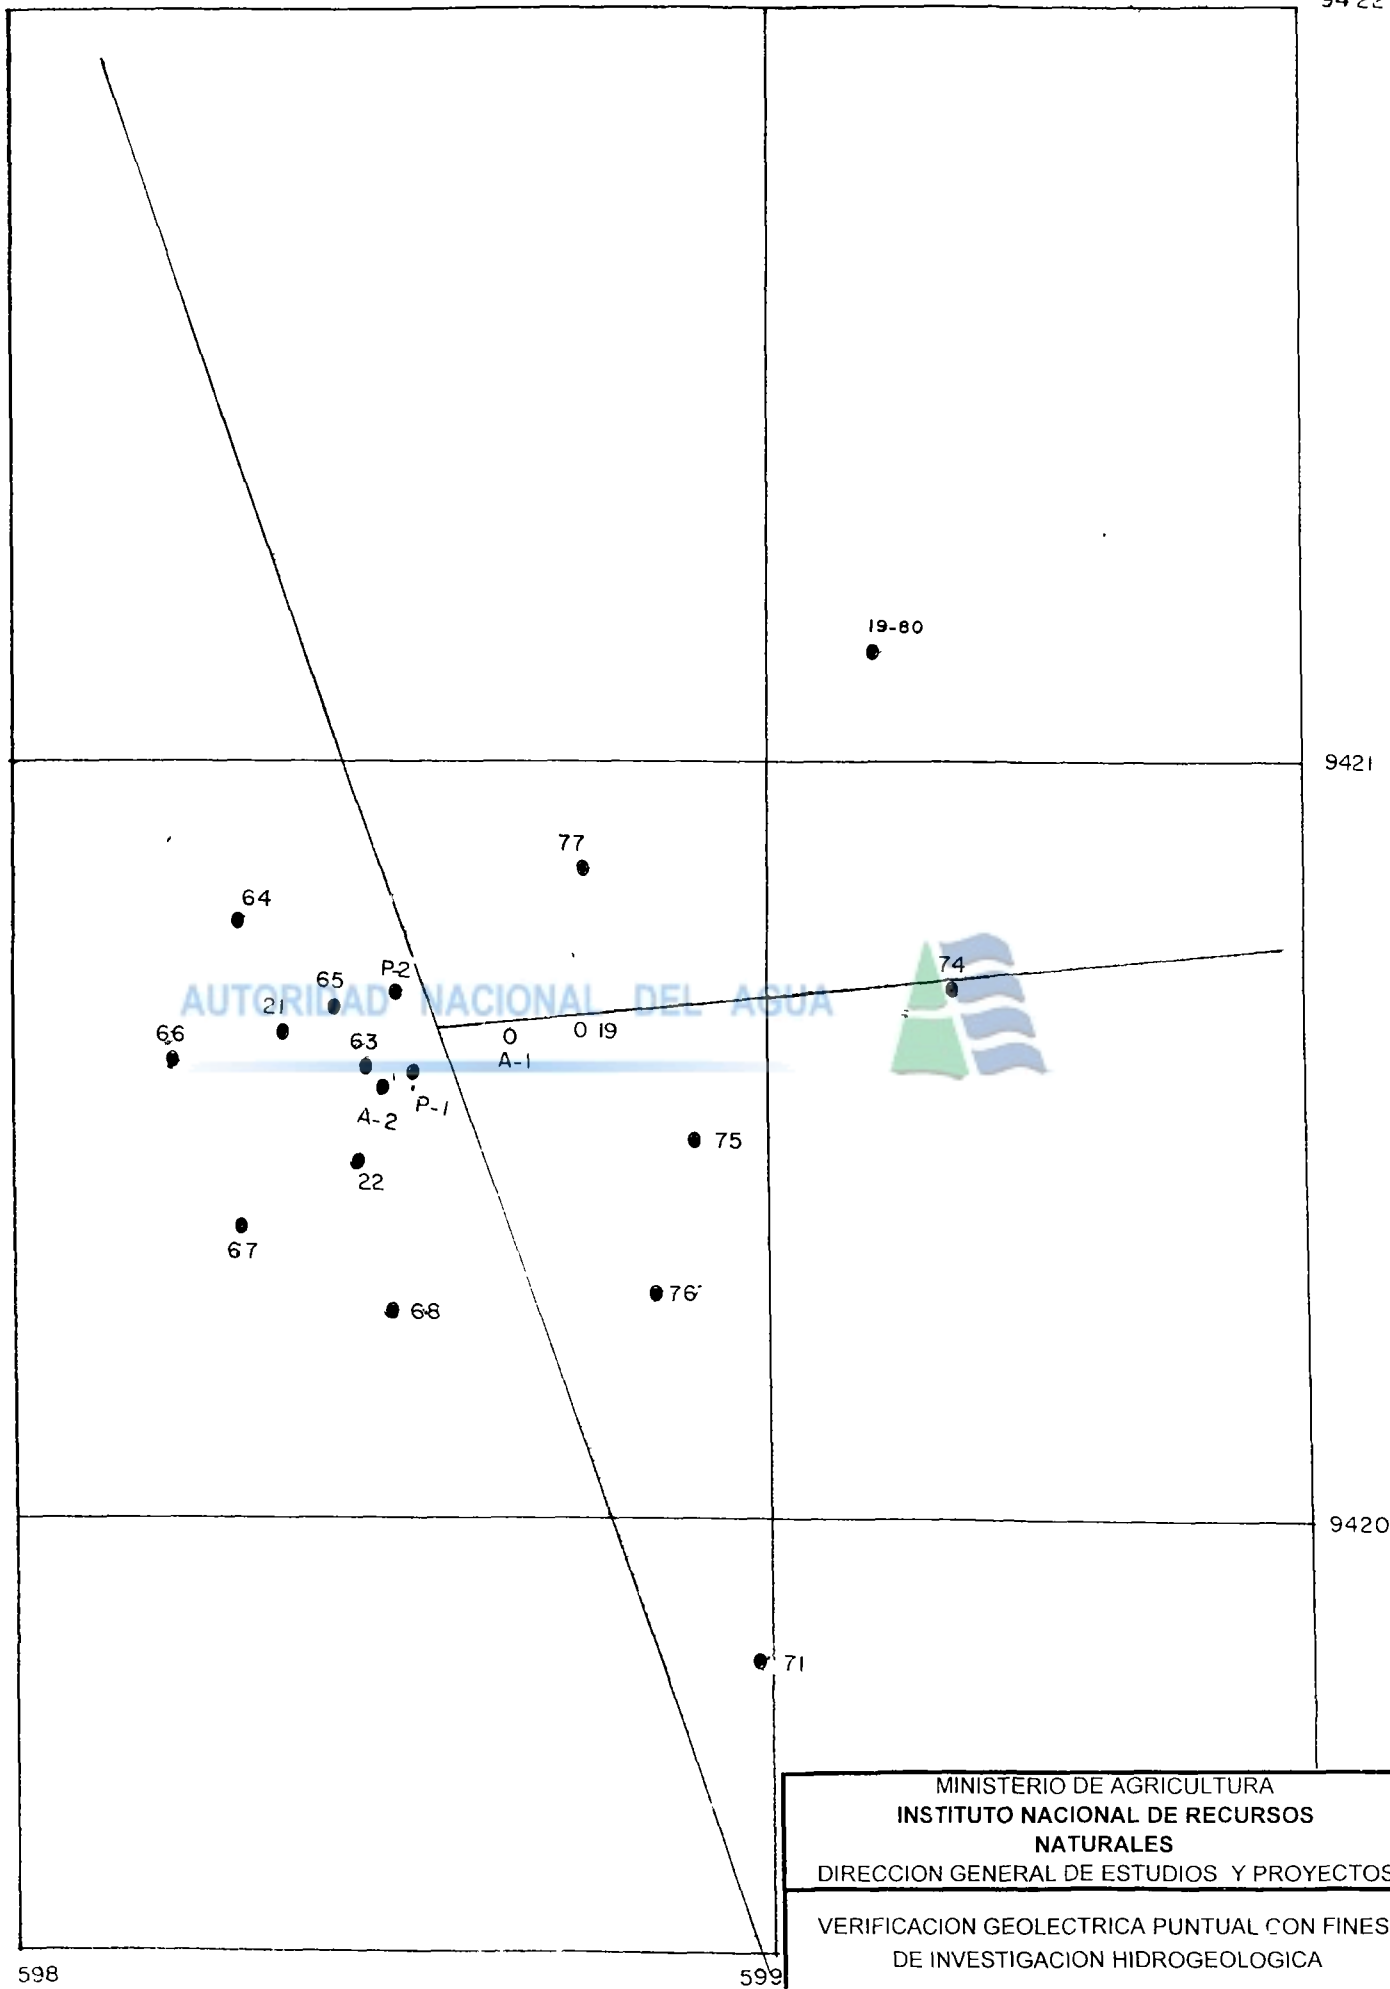 9422
19-80
9421
77
64
P-2
74
65
AUTORIDAD NACIONAL DEL AGUA
21
0 19
66
63
0
A-1
P-1
A-2
75
22
67
76
68
9420
71
MINISTERIO DE AGRICULTURA
INSTITUTO NACIONAL DE RECURSOS
NATURALES
DIRECCION GENERAL DE ESTUDIOS Y PROYECTOS
VERIFICACION GEOLECTRICA PUNTUAL CON FINES
DE INVESTIGACION HIDROGEOLOGICA
598
599